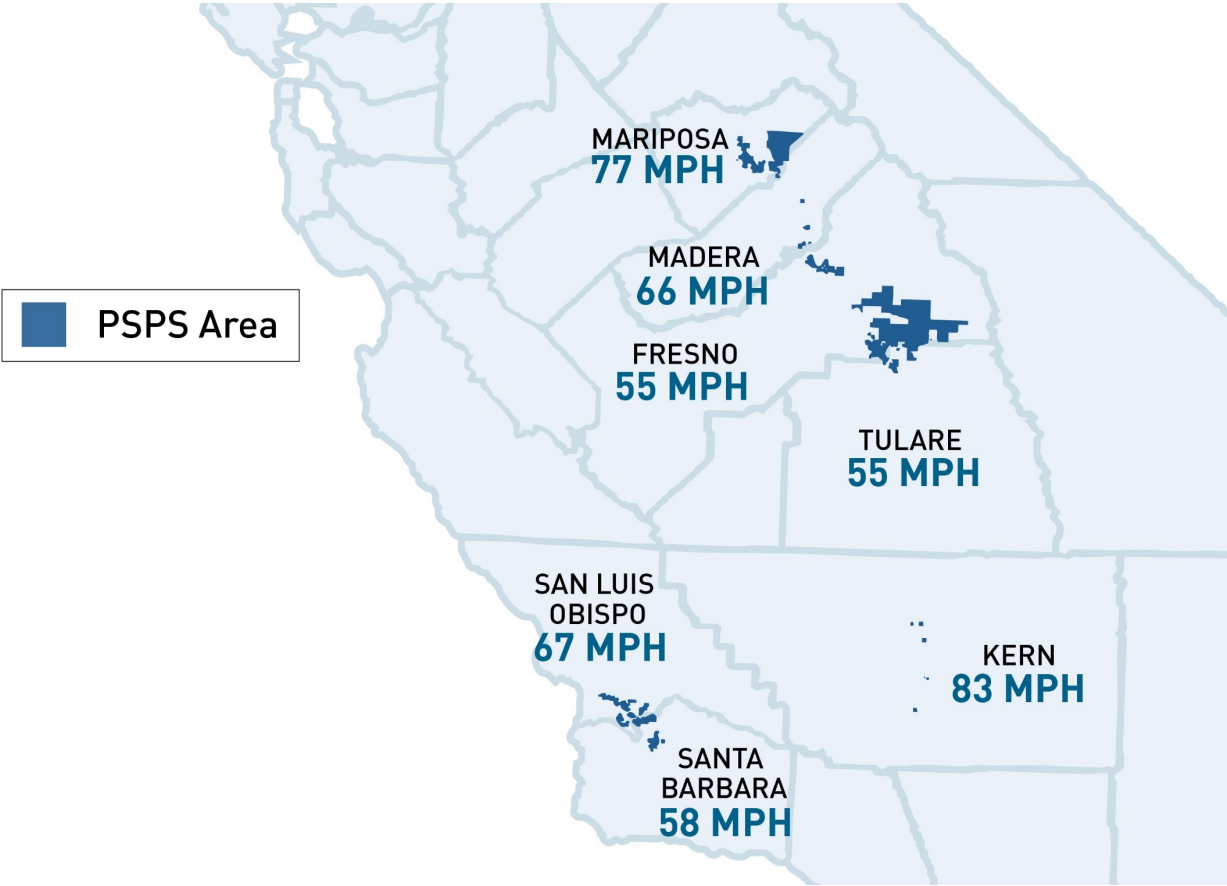 MARIPOSA
77 MPH
MADERA
66 MPH
PSPS Area
FRESNO
55 MPH
TULARE
55 MPH
SAN LUIS
OBISPO
67 MPH
KERN
83 MPH
SANTA
BARBARA
58 MPH